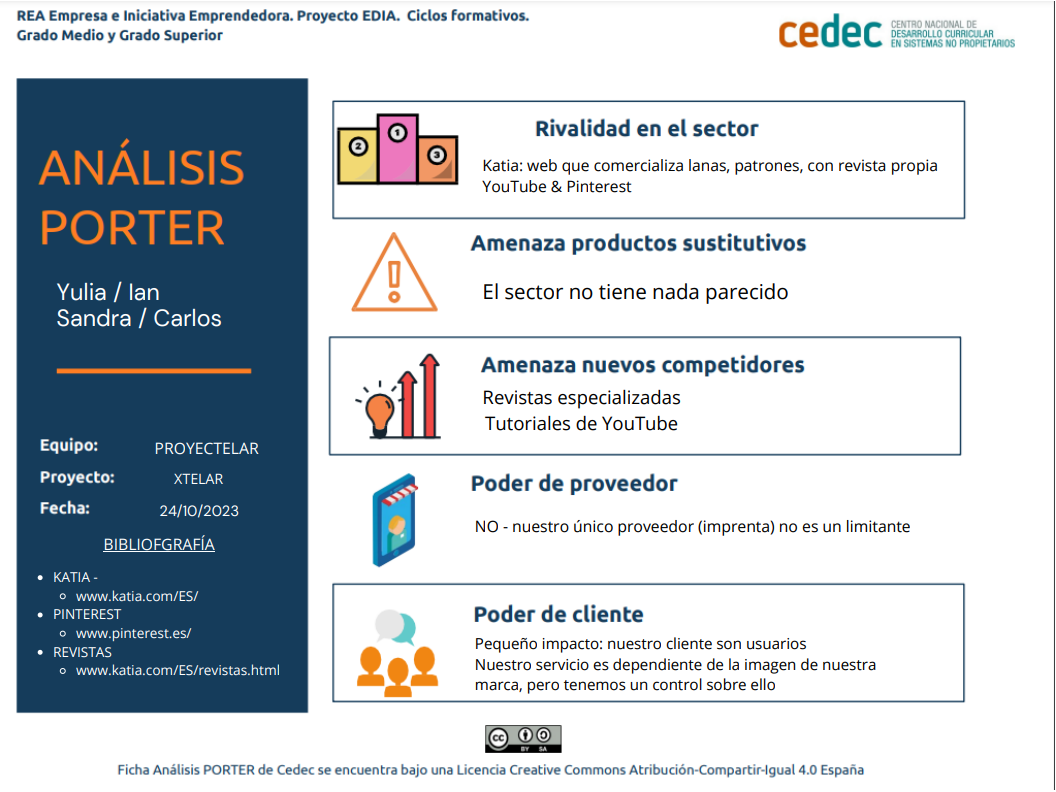 REA Empresa e Iniciativa Emprendedora. Proyecto EDIA. Ciclos formativos.
Grado Medio y Grado Superior
cedec
CENTRO NACIONAL DE
DESARROLLO CURRICULAR
EN SISTEMAS NO PROPIETARIOS
ANÁLISIS
PORTER
Yulia / Ian
Sandra / Carlos
Equipo: PROYECTELAR
Proyecto: XTELAR
Fecha: 24/10/2023
BIBLIOFGRAFÍA
KATIA -
www.katia.com/ES/
PINTEREST
www.pinterest.es/
REVISTAS
www.katia.com/ES/revistas.html
2 1 3
Rivalidad en el sector
Katia: web que comercializa lanas, patrones, con revista propia
YouTube & Pinterest
Amenaza productos sustitutivos
El sector no tiene nada parecido
Amenaza nuevos competidores
Revistas especializadas
Tutoriales de YouTube
Poder de proveedor
NO - nuestro único proveedor (imprenta) no es un limitante
Poder de cliente
Pequeño impacto: nuestro cliente son usuarios
Nuestro servicio es dependiente de la imagen de nuestra
marca, pero tenemos un control sobre ello
cc
BY SA
Ficha Análisis PORTER de Cedec se encuentra bajo una Licencia Creative Commons Atribución-Compartir-Igual 4.0 España